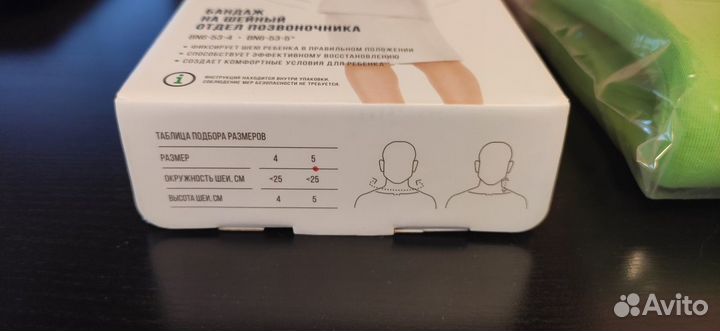 БАНДАЖ
НА ШЕЙНЫЙ
ОТДЕЛ ПОЗВОНОЧНИКА
BN6-53-4 • BN6-53-5*
• ФИКСИРУЕТ ШЕЮ РЕБЕНКА В ПРАВИЛЬНОМ ПОЛОЖЕНИИ
• СПОСОБСТВУЕТ ЭФФЕКТИВНОМУ ВОССТАНОВЛЕНИЮ
• СОЗДАЕТ КОМФОРТНЫЕ УСЛОВИЯ ДЛЯ РЕБЕНКА
i
ИНСТРУКЦИЯ НАХОДИТСЯ ВНУТРИ УПАКОВКИ.
СОБЛЮДЕНИЕ МЕР БЕЗОПАСНОСТИ НЕ ТРЕБУЕТСЯ.
ТАБЛИЦА ПОДБОРА РАЗМЕРОВ
РАЗМЕР 4 5
ОКРУЖНОСТЬ ШЕИ, СМ <25 <25
ВЫСОТА ШЕИ, СМ 4 5
Avito